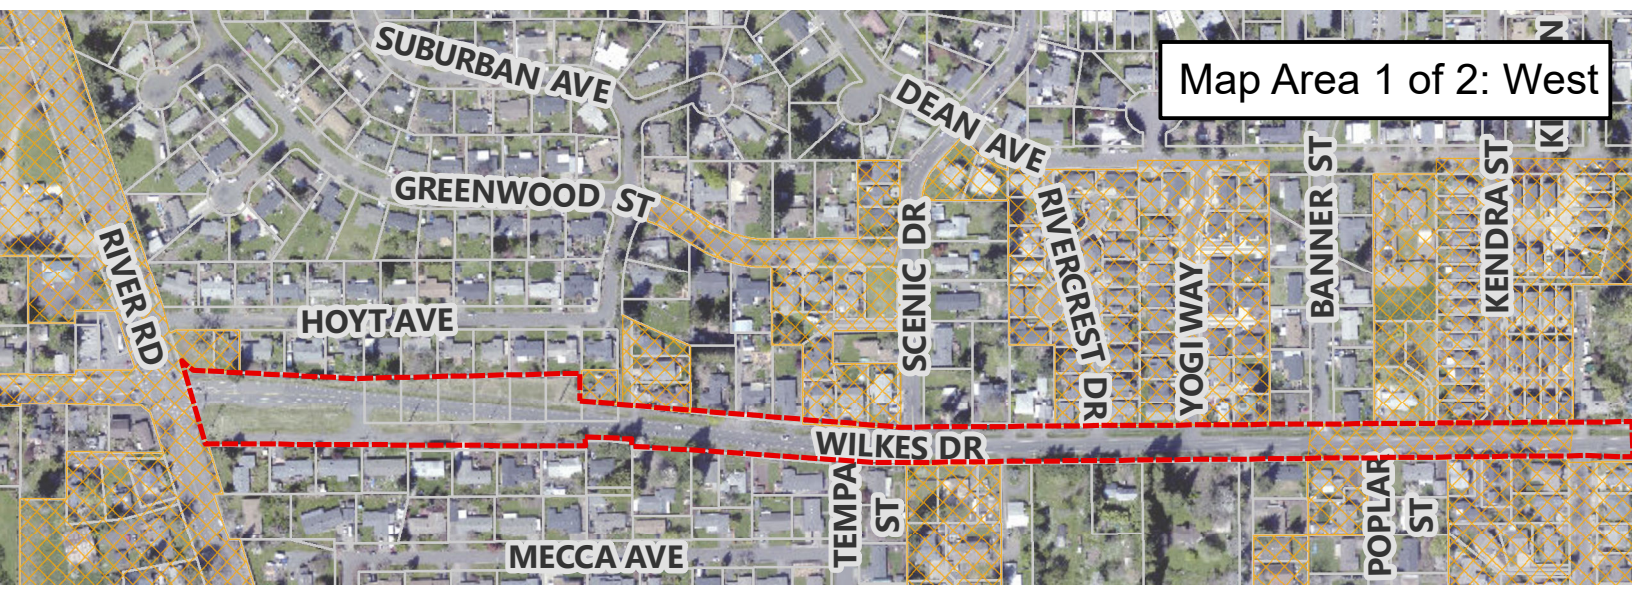 SUBURBAN AVE
DEAN AVE
Map Area 1 of 2: West
GREENWOOD ST
RIVER RD
HOYT AVE
SCENIC DR
RIVERCREST DR
YOGI WAY
BANNER ST
KENDRA ST
WILKES DR
TEMPA ST
POPLAR ST
MECCA AVE